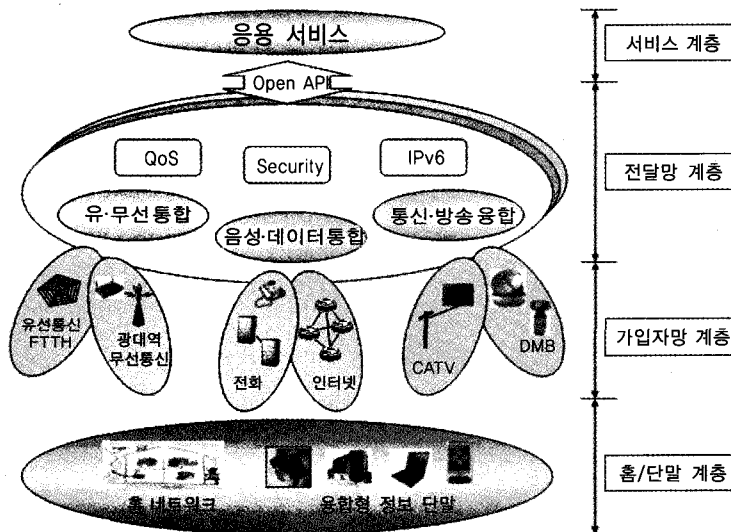 응용 서비스
서비스 계층
Open API
QoS
Security
IPv6
전달망 계층
유·무선통합
음성·데이터통합
통신·방송 융합
유선통신
FTTH
광대역
무선통신
전화
인터넷
CATV
DMB
가입자망 계층
홈 네트워크
융합형 정보 단말
홈/단말 계층